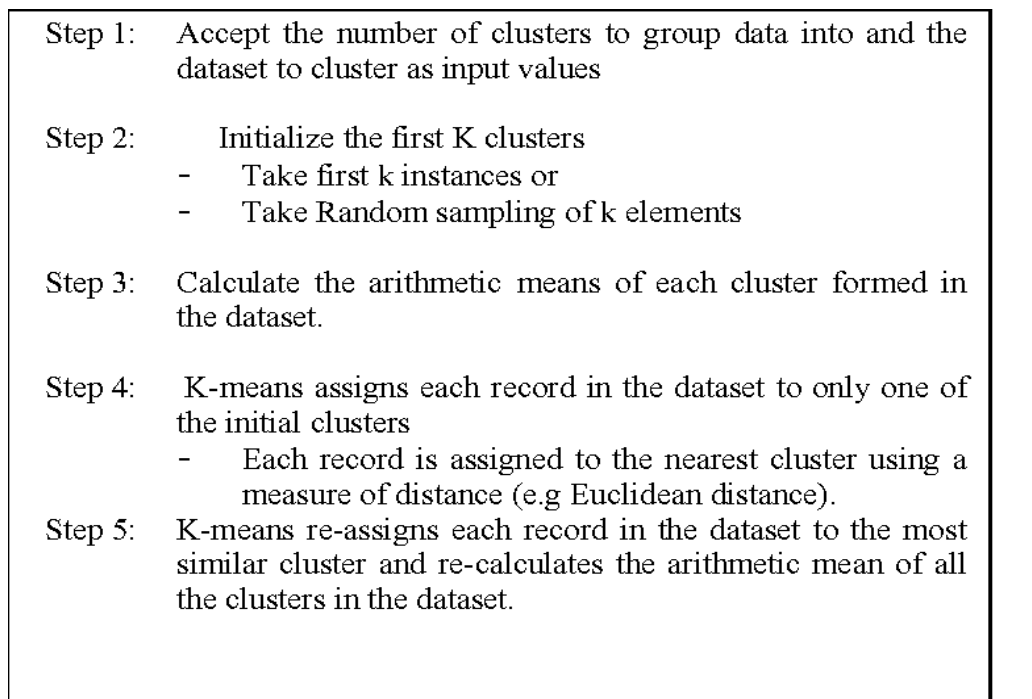 Step 1: Accept the number of clusters to group data into and the
dataset to cluster as input values
Step 2: Initialize the first K clusters
- Take first k instances or
- Take Random sampling of k elements
Step 3: Calculate the arithmetic means of each cluster formed in
the dataset.
Step 4: K-means assigns each record in the dataset to only one of
the initial clusters
- Each record is assigned to the nearest cluster using a
measure of distance (e.g Euclidean distance).
Step 5: K-means re-assigns each record in the dataset to the most
similar cluster and re-calculates the arithmetic mean of all
the clusters in the dataset.